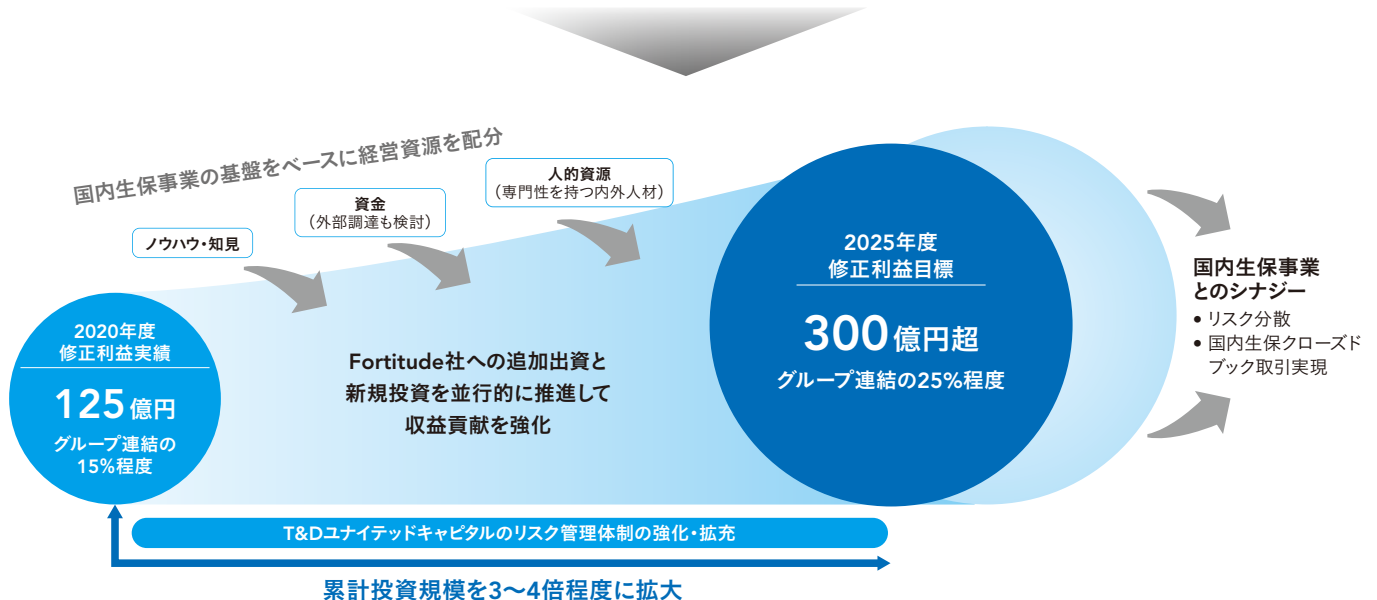 国内生保事業の基盤をベースに経営資源を配分
ノウハウ・知見
資金
（外部調達も検討）
人的資源
（専門性を持つ内外人材）
2020年度
修正利益実績
125億円
グループ連結の
15%程度
Fortitude社への追加出資と
新規投資を並行的に推進して
収益貢献を強化
2025年度
修正利益目標
300億円超
グループ連結の25%程度
国内生保事業
とのシナジー
• リスク分散
• 国内生保クローズド
ブック取引実現
T&Dユナイテッドキャピタルのリスク管理体制の強化・拡充
累計投資規模を3〜4倍程度に拡大